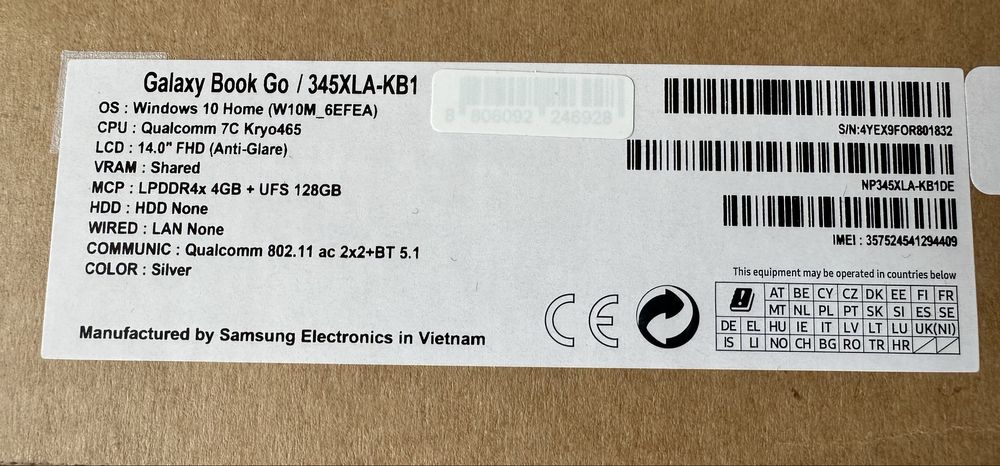 Galaxy Book Go / 345XLA-KB1
OS : Windows 10 Home (W10M_6EFEA)
CPU : Qualcomm 7C Kryo465
LCD : 14.0" FHD (Anti-Glare)
VRAM : Shared
MCP : LPDDR4x 4GB + UFS 128GB
HDD : HDD None
WIRED : LAN None
COMMUNIC : Qualcomm 802.11 ac 2x2+BT 5.1
COLOR : Silver
Manufactured by Samsung Electronics in Vietnam
8 806092 246928
S/N:4YEX9FOR801832
NP345XLA-KB1DE
IMEI : 357524541294409
This equipment may be operated in countries below
AT BE CY CZ DK EE FI FR
MT NL PL PT SK SI ES SE
DE EL HU IE IT LV LT LU UK(NI)
IS LI NO CH BG RO TR HR
CE